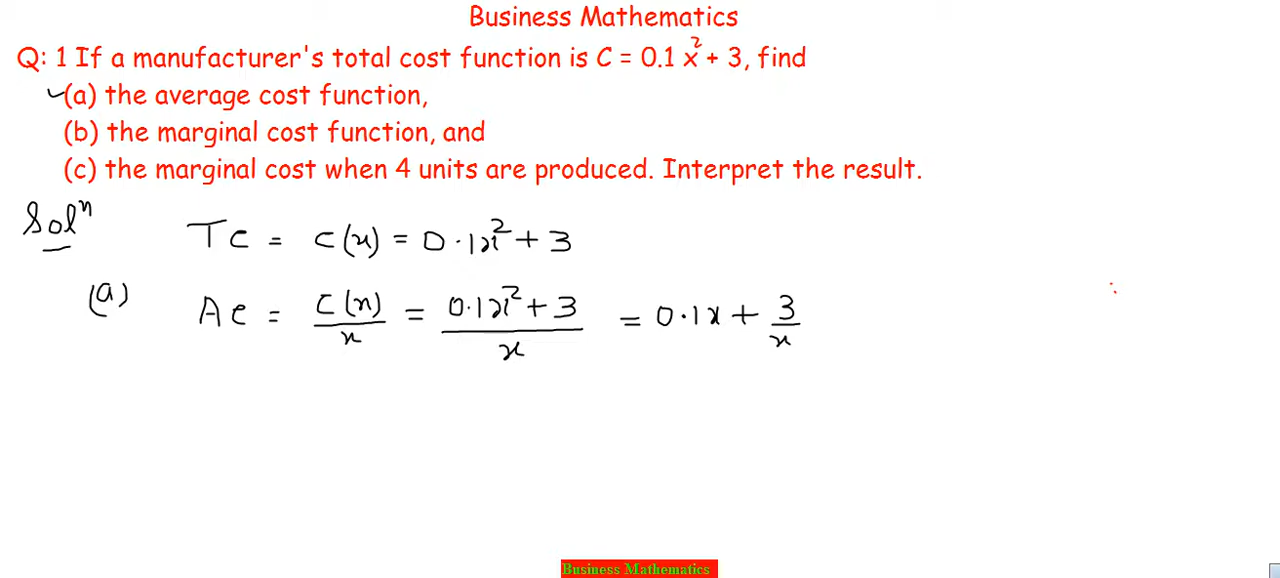 Business Mathematics
Q: 1 If a manufacturer's total cost function is C = 0.1 x² + 3, find
(a) the average cost function,
(b) the marginal cost function, and
(c) the marginal cost when 4 units are produced. Interpret the result.
Solⁿ TC = C(x) = 0.1x² + 3
(a) AC = C(x)/x = (0.1x² + 3)/x = 0.1x + 3/x
Business Mathematics